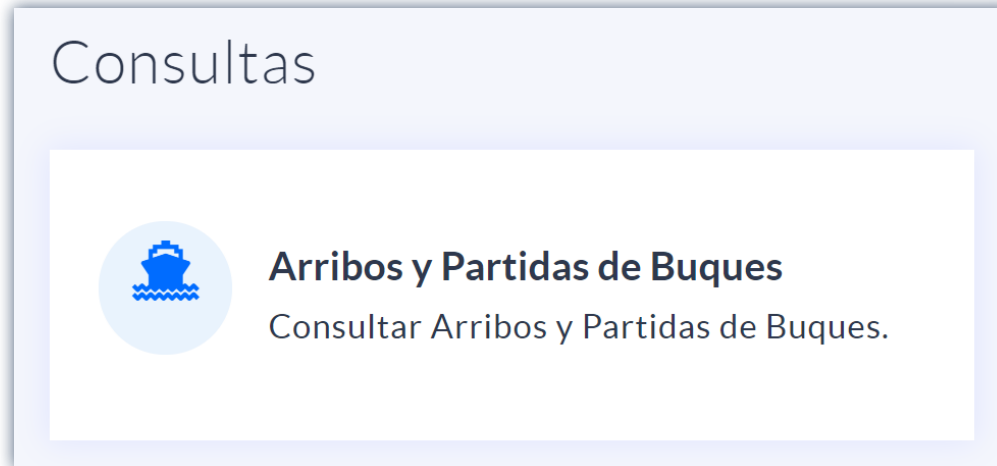 Consultas
Arribos y Partidas de Buques
Consultar Arribos y Partidas de Buques.